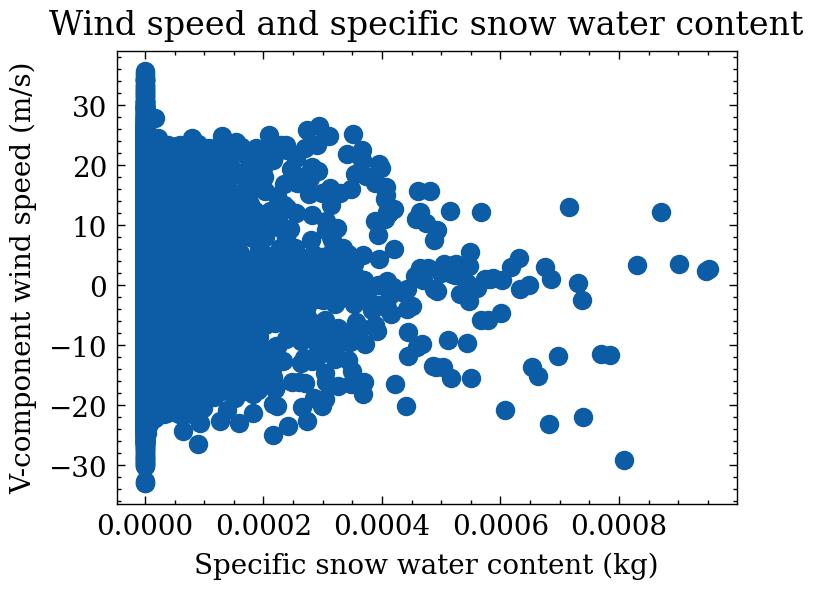 Wind speed and specific snow water content
V-component wind speed (m/s)
30
20
10
0
−10
−20
−30
0.0000 0.0002 0.0004 0.0006 0.0008
Specific snow water content (kg)